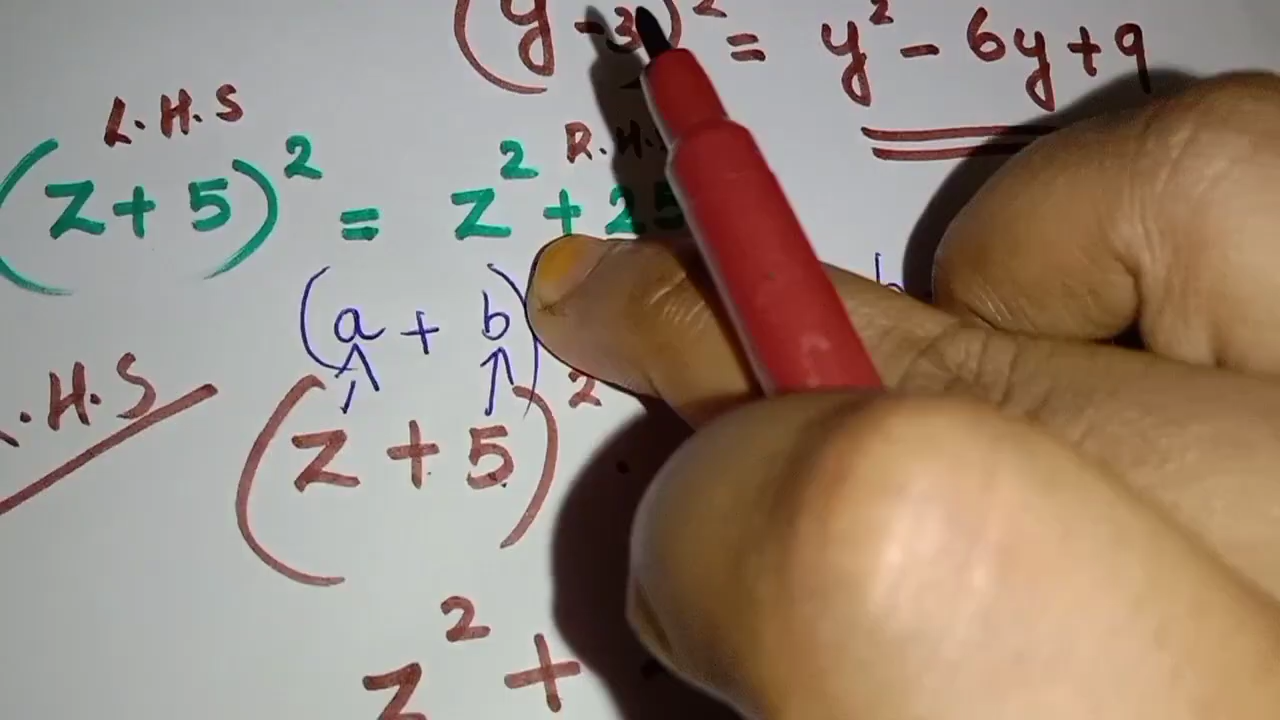 (y - 3)² = y² - 6y + 9
L.H.S R.H.
(z + 5)² = z² + 25
(a + b) b
.H.S
(z + 5)²
z² +